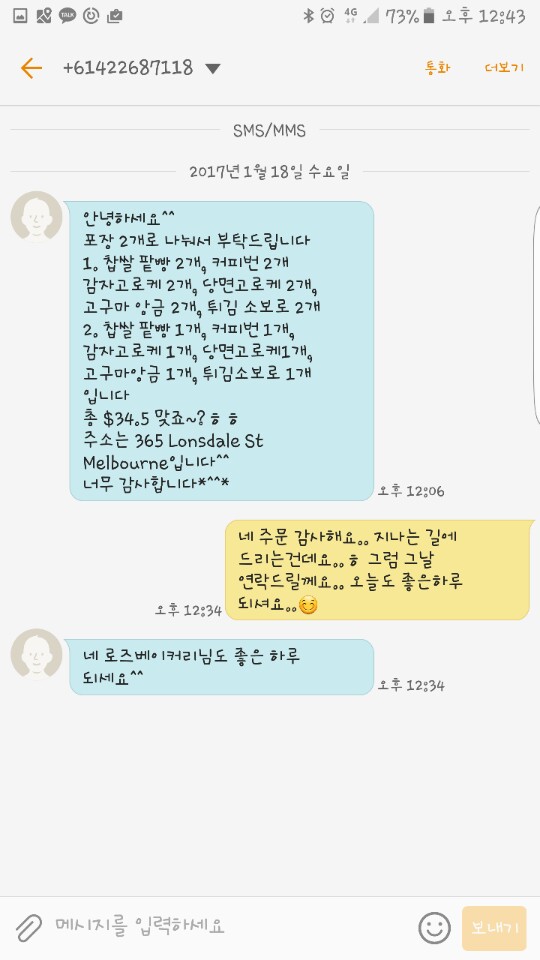 TALK
4G
73%
오후 12:43
+61422687118
통화
더보기
SMS/MMS
2017년 1월 18일 수요일
안녕하세요^^
포장 2개로 나눠서 부탁드립니다
1. 찹쌀 팥빵 2개, 커피번 2개
감자고로케 2개, 당면고로케 2개,
고구마 앙금 2개, 튀김 소보로 2개
2. 찹쌀 팥빵 1개, 커피번 1개,
감자고로케 1개, 당면고로케1개,
고구마앙금 1개, 튀김소보로 1개
입니다
총 $34.5 맞죠~? ㅎ ㅎ
주소는 365 Lonsdale St
Melbourne입니다^^
너무 감사합니다*^^*
오후 12:06
네 주문 감사해요.. 지나는 길에
드리는건데요..ㅎ 그럼 그날
연락드릴께요.. 오늘도 좋은하루
되셔요..😊
오후 12:34
네 로즈베이커리님도 좋은 하루
되세요^^
오후 12:34
메시지를 입력하세요
보내기